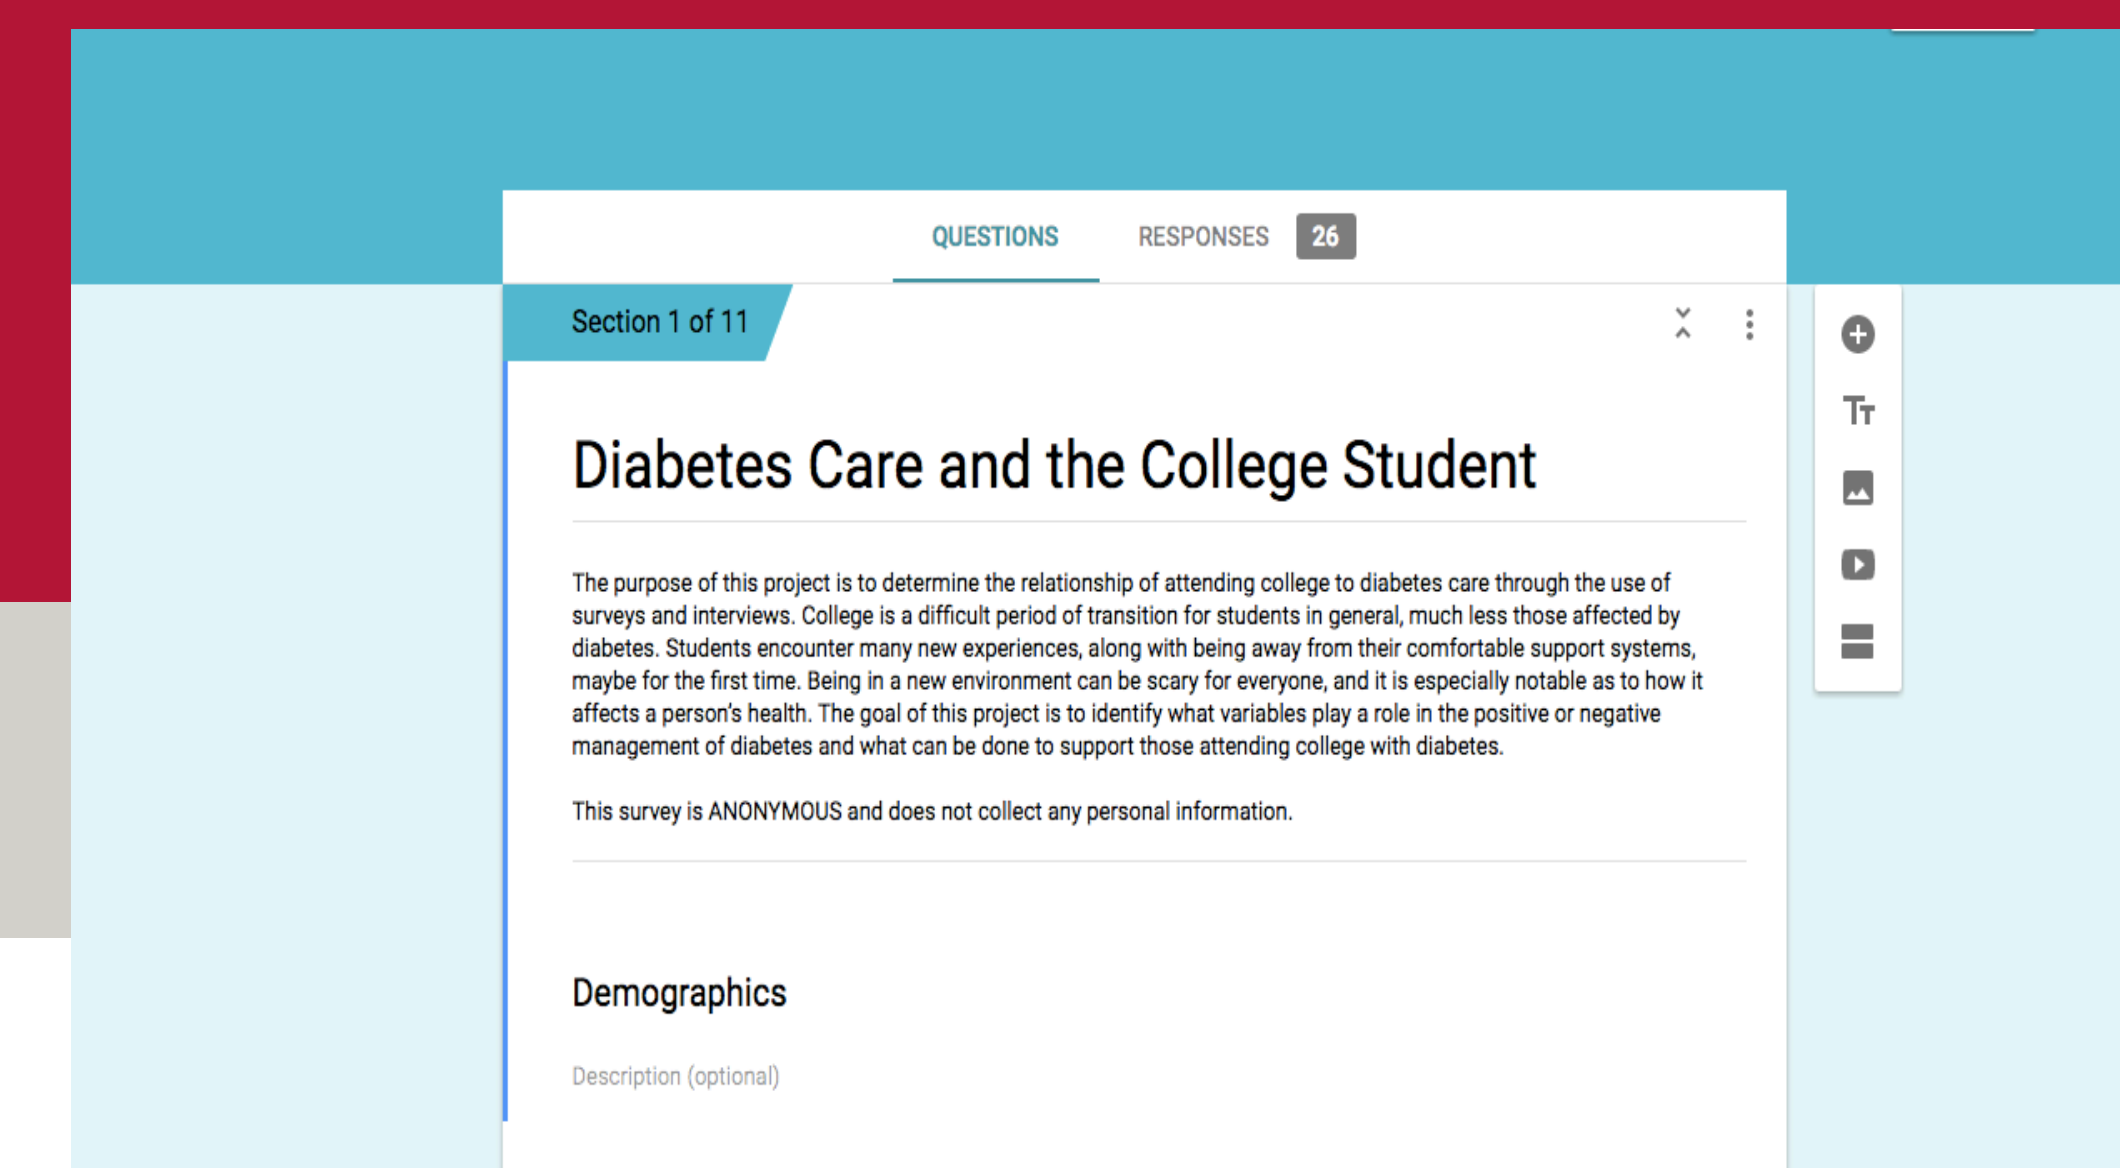 QUESTIONS RESPONSES 26
Section 1 of 11
Diabetes Care and the College Student
The purpose of this project is to determine the relationship of attending college to diabetes care through the use of
surveys and interviews. College is a difficult period of transition for students in general, much less those affected by
diabetes. Students encounter many new experiences, along with being away from their comfortable support systems,
maybe for the first time. Being in a new environment can be scary for everyone, and it is especially notable as to how it
affects a person's health. The goal of this project is to identify what variables play a role in the positive or negative
management of diabetes and what can be done to support those attending college with diabetes.
This survey is ANONYMOUS and does not collect any personal information.
Demographics
Description (optional)